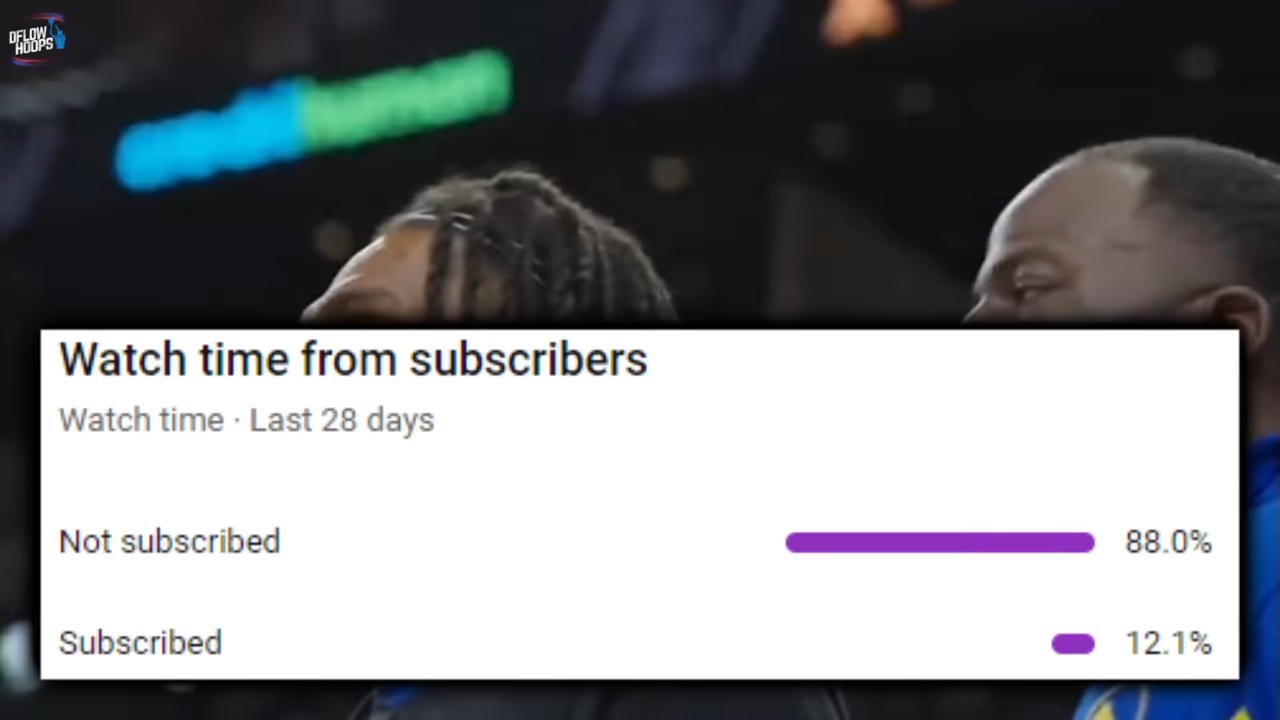 DFLOW
HOOPS
Watch time from subscribers
Watch time · Last 28 days
Not subscribed 88.0%
Subscribed 12.1%